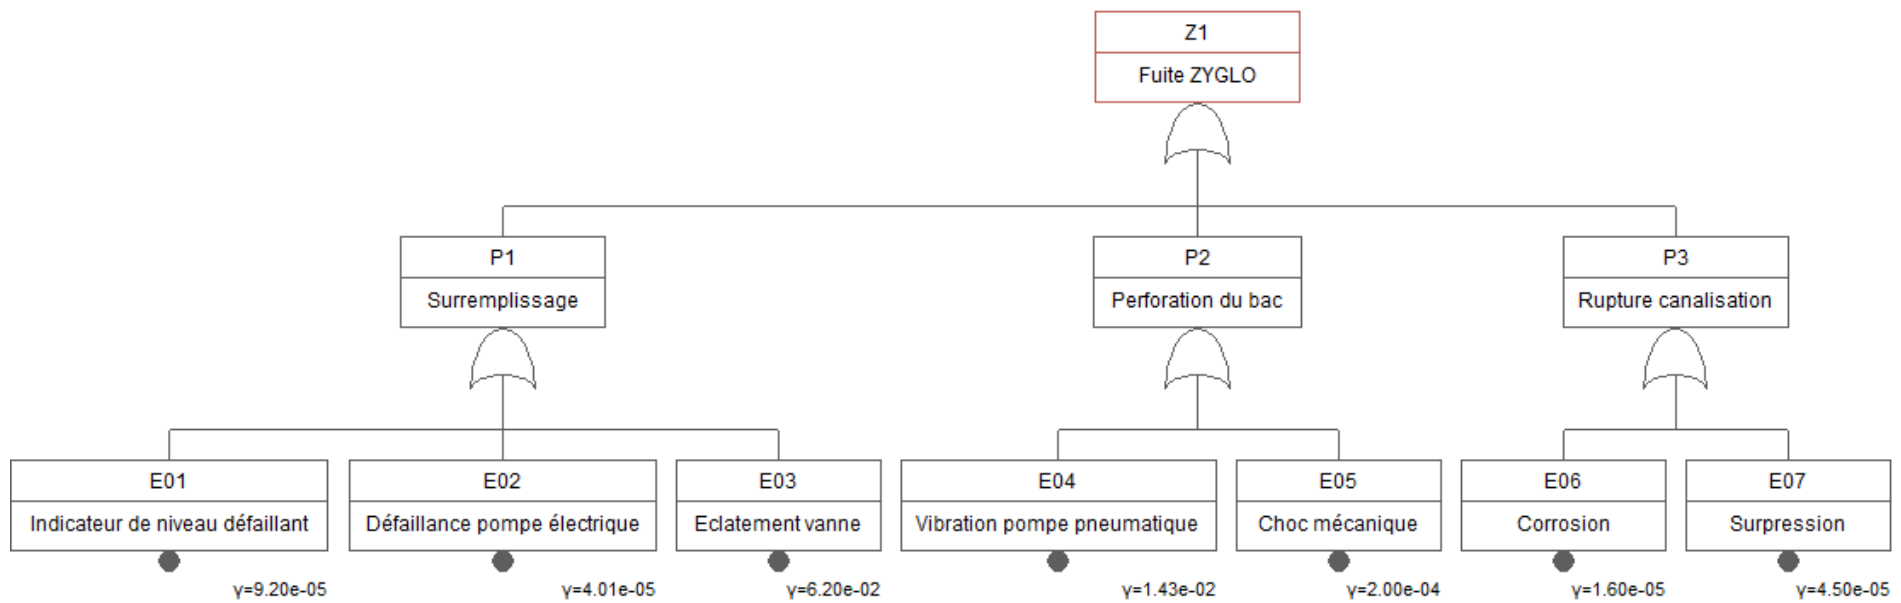 Z1
Fuite ZYGLO
P1
Surremplissage
P2
Perforation du bac
P3
Rupture canalisation
E01
Indicateur de niveau défaillant
γ=9.20e-05
E02
Défaillance pompe électrique
γ=4.01e-05
E03
Eclatement vanne
γ=6.20e-02
E04
Vibration pompe pneumatique
γ=1.43e-02
E05
Choc mécanique
γ=2.00e-04
E06
Corrosion
γ=1.60e-05
E07
Surpression
γ=4.50e-05